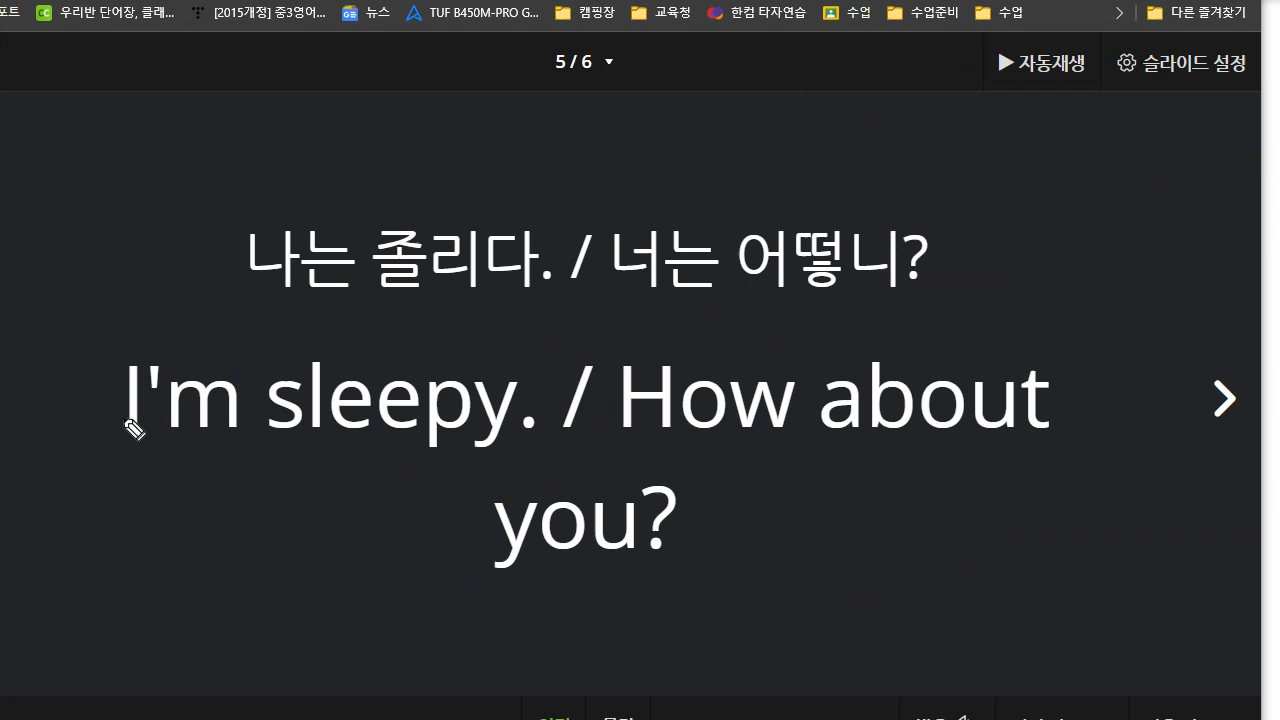 포트 우리반 단어장, 클래... [2015개정] 중3영어... 뉴스 TUF B450M-PRO G... 캠핑장 교육청 한컴 타자연습 수업 수업준비 수업 다른 즐겨찾기
5 / 6 자동재생 슬라이드 설정
나는 졸리다. / 너는 어떻니?
I'm sleepy. / How about
you?